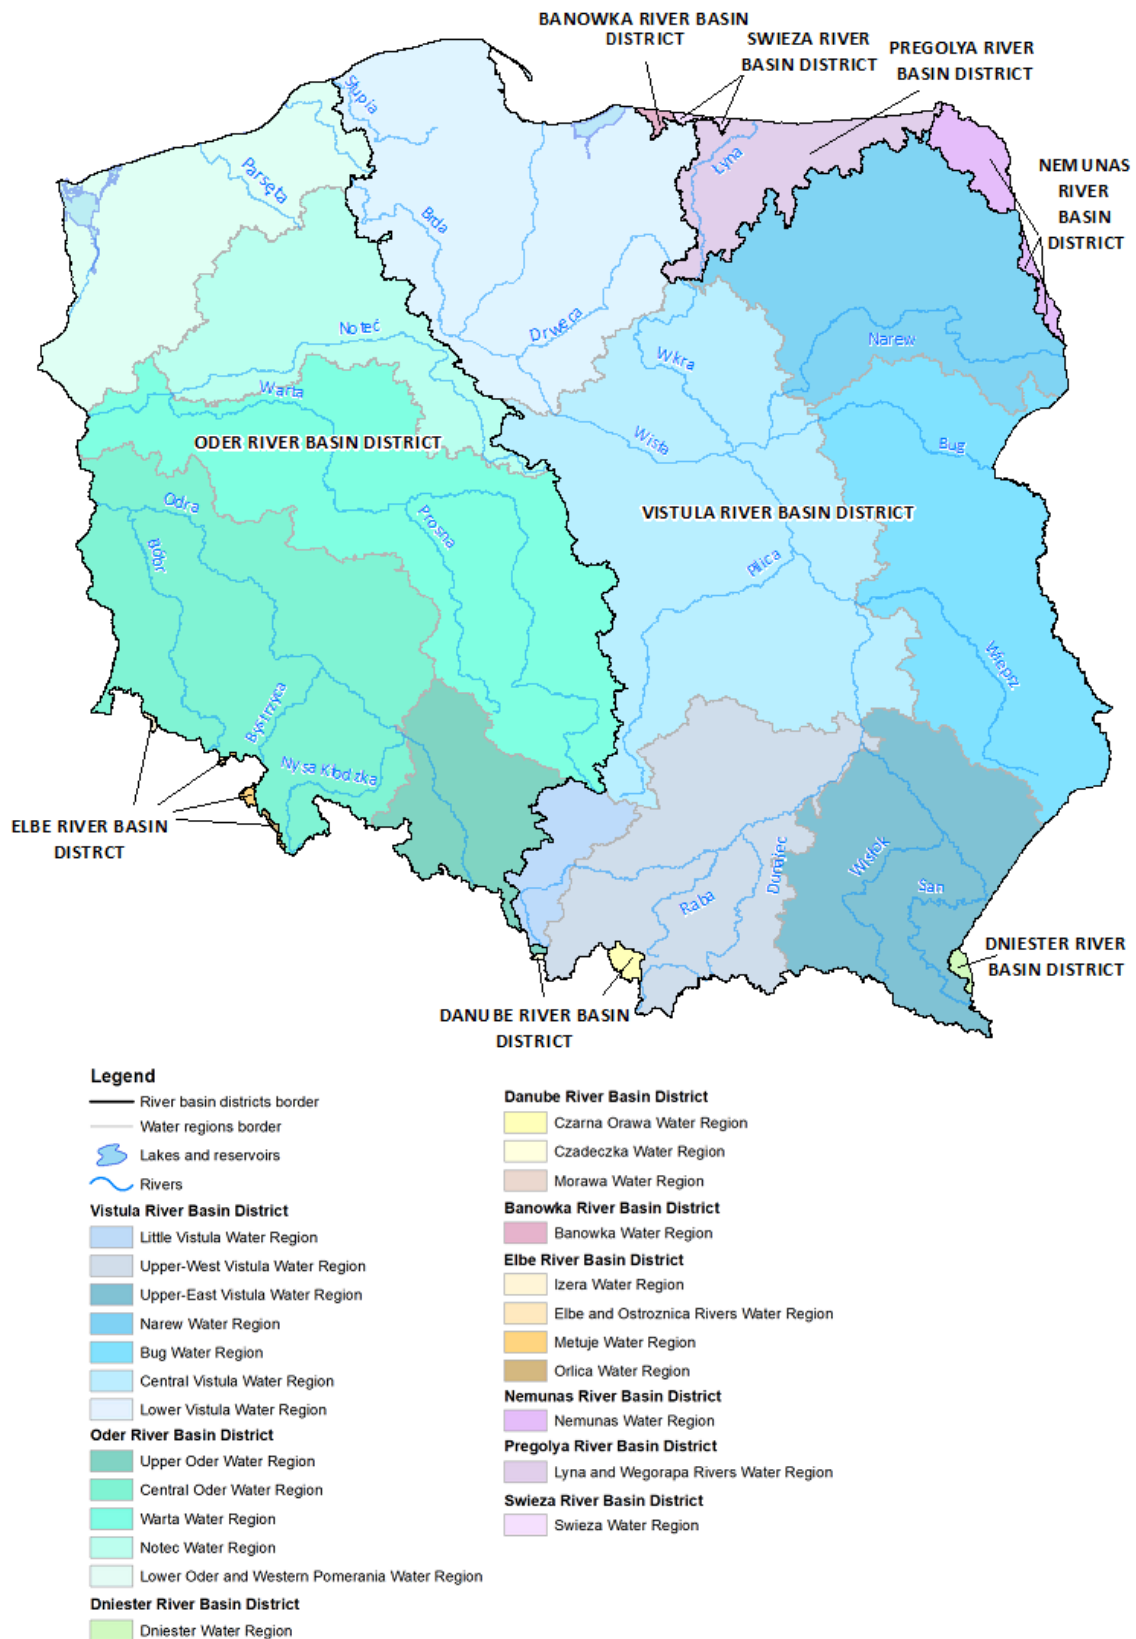 BANOWKA RIVER BASIN
DISTRICT
SWIEZA RIVER
BASIN DISTRICT
PREGOLYA RIVER
BASIN DISTRICT
Słupia
Parsęta
Brda
Lyna
NEMUNAS
RIVER
BASIN
DISTRICT
Noteć
Drwęca
Wkra
Narew
Warta
ODER RIVER BASIN DISTRICT
Wisła
Bug
Odra
Prosna
VISTULA RIVER BASIN DISTRICT
Bóbr
Pilica
Wieprz
Bystrzyca
Nysa Kłodzka
ELBE RIVER BASIN
DISTRCT
Dunajec
Wisłok
Raba
San
DNIESTER RIVER
BASIN DISTRICT
DANUBE RIVER BASIN
DISTRICT
Legend
River basin districts border
Water regions border
Lakes and reservoirs
Rivers
Vistula River Basin District
Little Vistula Water Region
Upper-West Vistula Water Region
Upper-East Vistula Water Region
Narew Water Region
Bug Water Region
Central Vistula Water Region
Lower Vistula Water Region
Oder River Basin District
Upper Oder Water Region
Central Oder Water Region
Warta Water Region
Notec Water Region
Lower Oder and Western Pomerania Water Region
Dniester River Basin District
Dniester Water Region
Danube River Basin District
Czarna Orawa Water Region
Czadeczka Water Region
Morawa Water Region
Banowka River Basin District
Banowka Water Region
Elbe River Basin District
Izera Water Region
Elbe and Ostroznica Rivers Water Region
Metuje Water Region
Orlica Water Region
Nemunas River Basin District
Nemunas Water Region
Pregolya River Basin District
Lyna and Wegorapa Rivers Water Region
Swieza River Basin District
Swieza Water Region